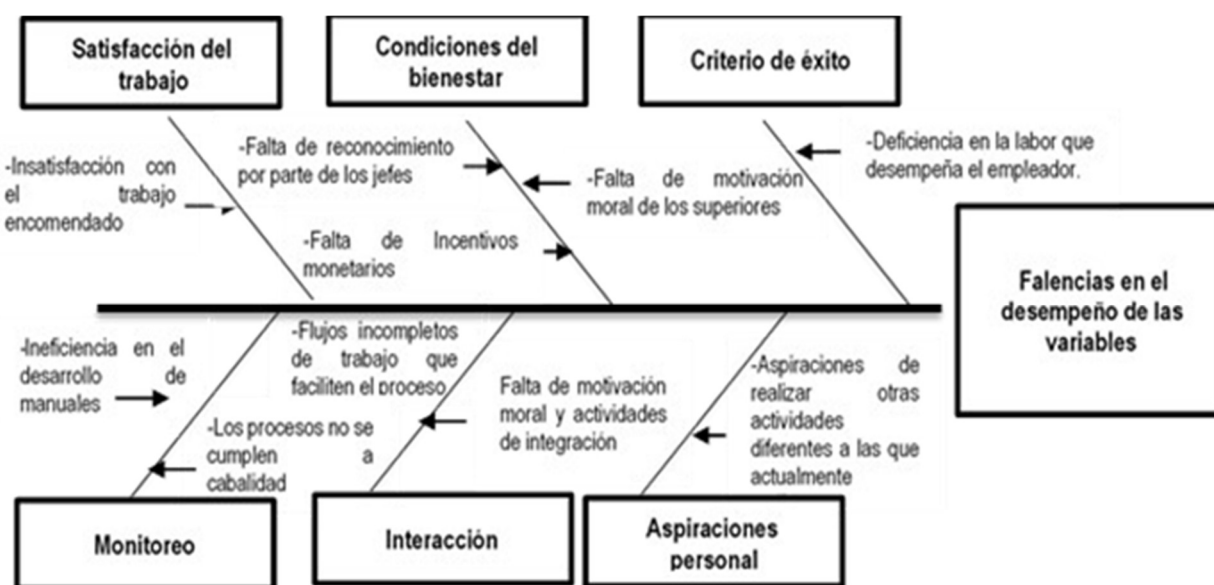 Satisfacción del
trabajo
Condiciones del
bienestar
Criterio de éxito
-Insatisfacción con
el trabajo
encomendado
-Falta de reconocimiento
por parte de los jefes
-Falta de Incentivos
monetarios
-Falta de motivación
moral de los superiores
-Deficiencia en la labor que
desempeña el empleador.
Falencias en el
desempeño de las
variables
-Ineficiencia en el
desarrollo de
manuales
-Los procesos no se
cumplen a
cabalidad
-Flujos incompletos
de trabajo que
faciliten el proceso
Falta de motivación
moral y actividades
de integración
-Aspiraciones de
realizar otras
actividades
diferentes a las que
actualmente
Monitoreo
Interacción
Aspiraciones
personal